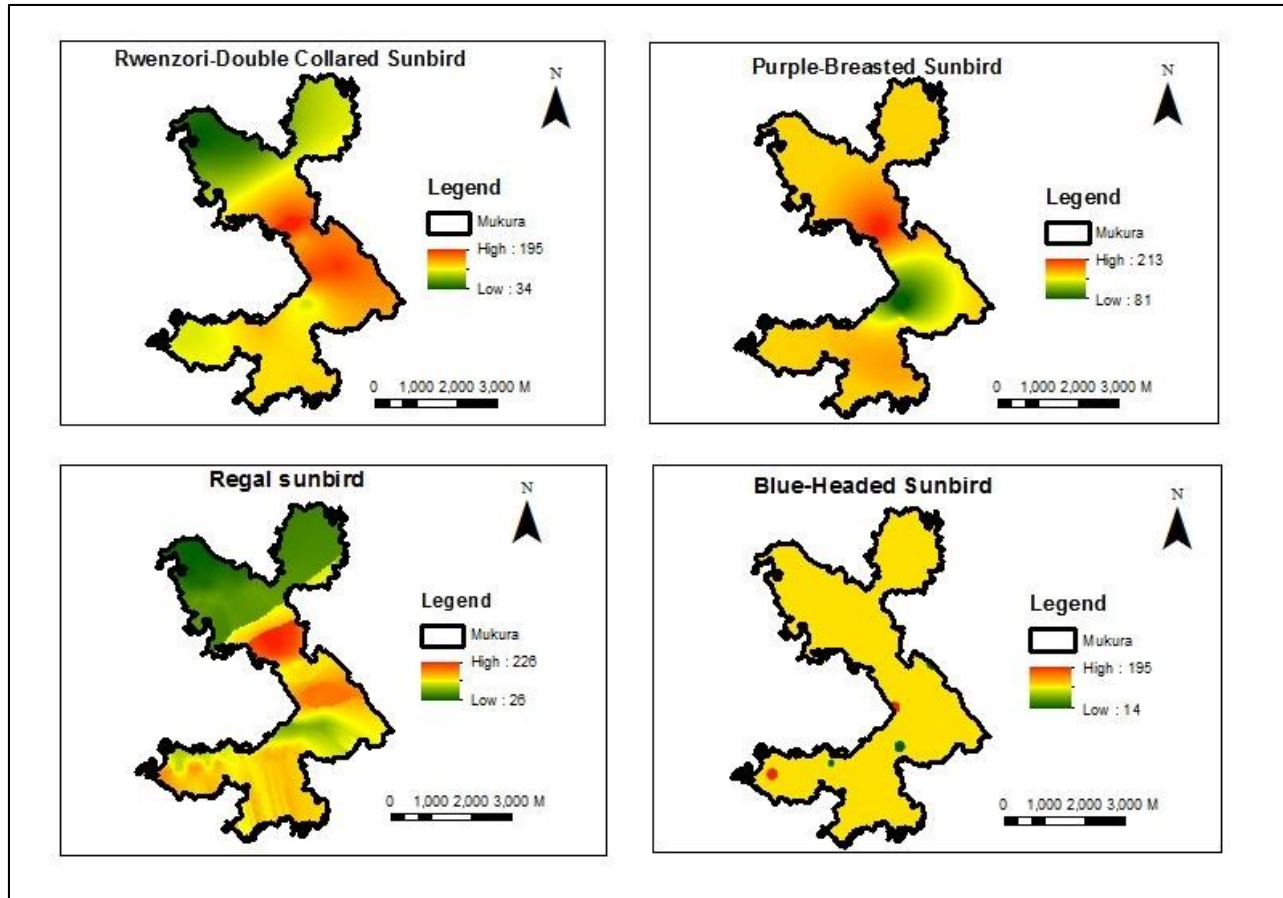 Rwenzori-Double Collared Sunbird
N
Legend
Mukura
High : 195
Low : 34
0 1,000 2,000 3,000 M
Purple-Breasted Sunbird
N
Legend
Mukura
High : 213
Low : 81
0 1,000 2,000 3,000 M
Regal sunbird
N
Legend
Mukura
High : 226
Low : 26
0 1,000 2,000 3,000 M
Blue-Headed Sunbird
N
Legend
Mukura
High : 195
Low : 14
0 1,000 2,000 3,000 M